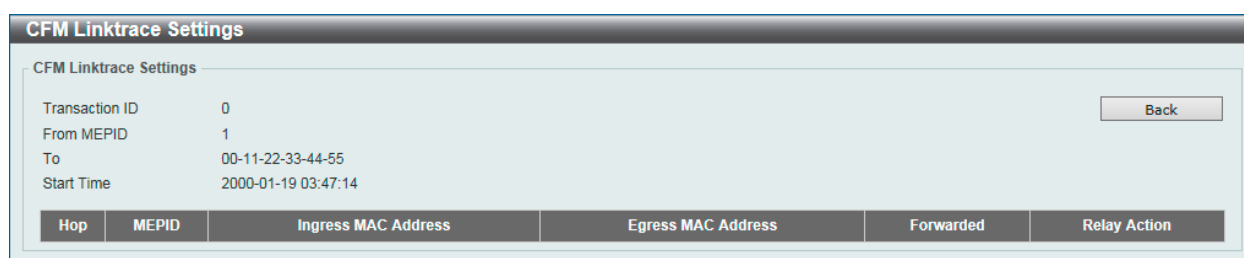 CFM Linktrace Settings
CFM Linktrace Settings
Transaction ID 0 Back
From MEPID 1
To 00-11-22-33-44-55
Start Time 2000-01-19 03:47:14
Hop MEPID Ingress MAC Address Egress MAC Address Forwarded Relay Action